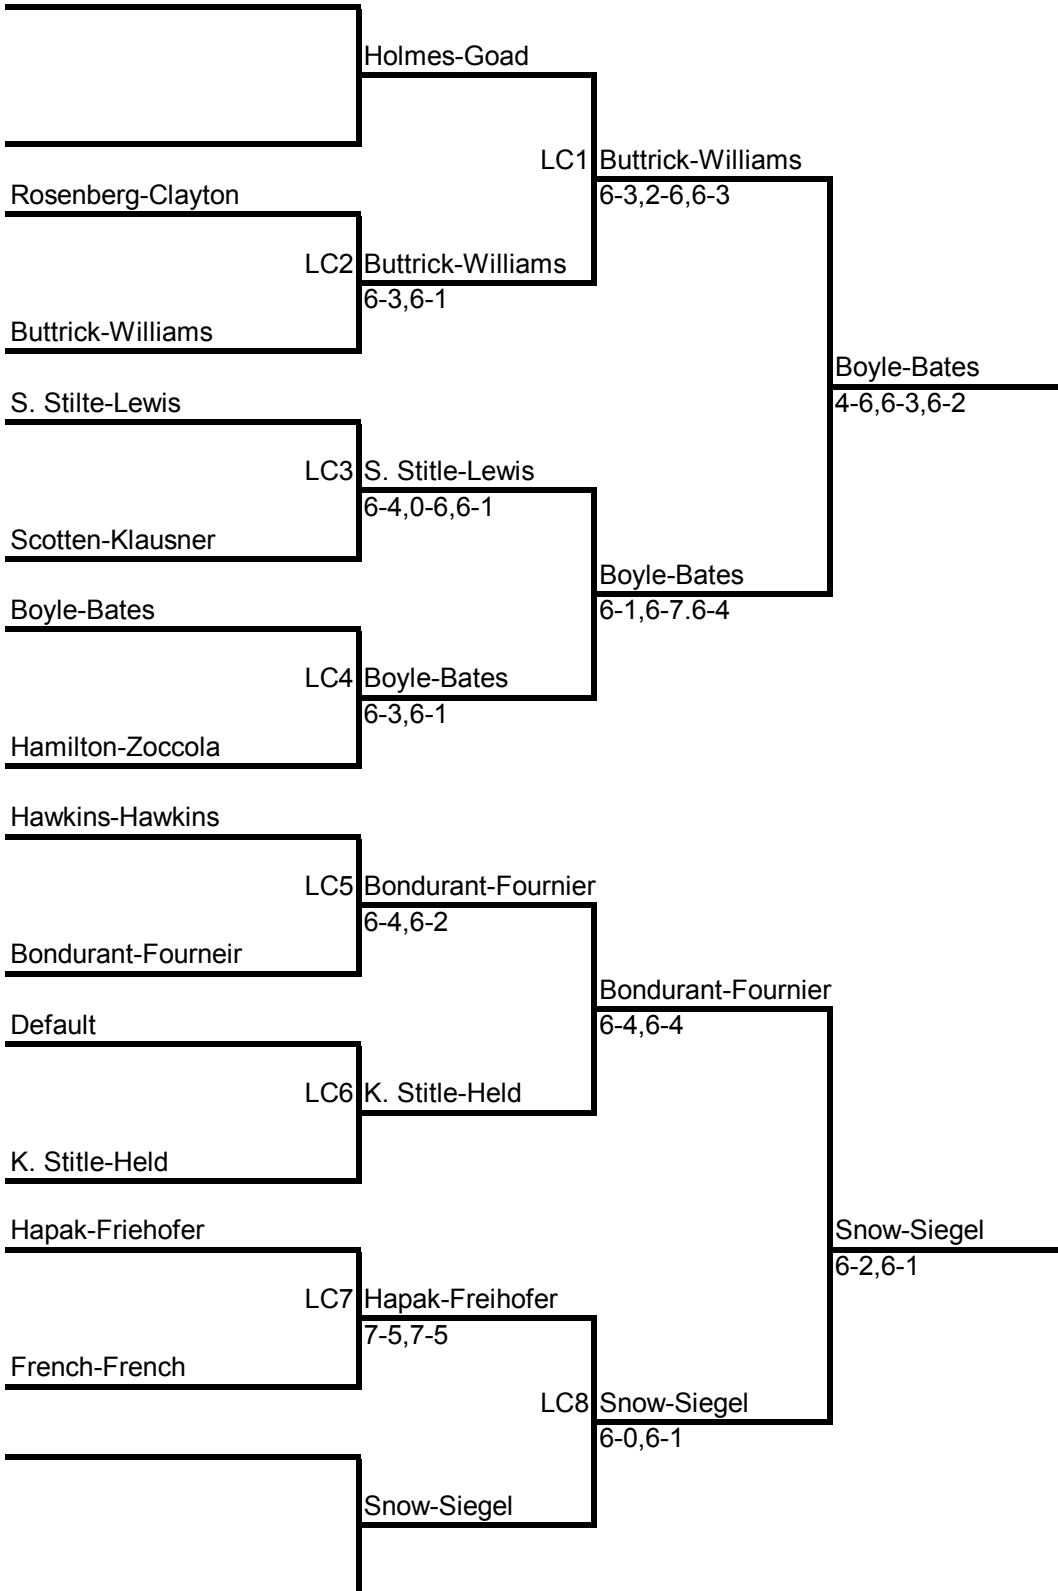 Holmes-Goad
LC1 Buttrick-Williams
Rosenberg-Clayton
6-3,2-6,6-3
LC2 Buttrick-Williams
6-3,6-1
Buttrick-Williams
Boyle-Bates
S. Stilte-Lewis
4-6,6-3,6-2
LC3 S. Stitle-Lewis
6-4,0-6,6-1
Scotten-Klausner
Boyle-Bates
Boyle-Bates
6-1,6-7.6-4
LC4 Boyle-Bates
6-3,6-1
Hamilton-Zoccola
Hawkins-Hawkins
LC5 Bondurant-Fournier
6-4,6-2
Bondurant-Fourneir
Bondurant-Fournier
Default
6-4,6-4
LC6 K. Stitle-Held
K. Stitle-Held
Hapak-Friehofer
Snow-Siegel
6-2,6-1
LC7 Hapak-Freihofer
7-5,7-5
French-French
LC8 Snow-Siegel
6-0,6-1
Snow-Siegel